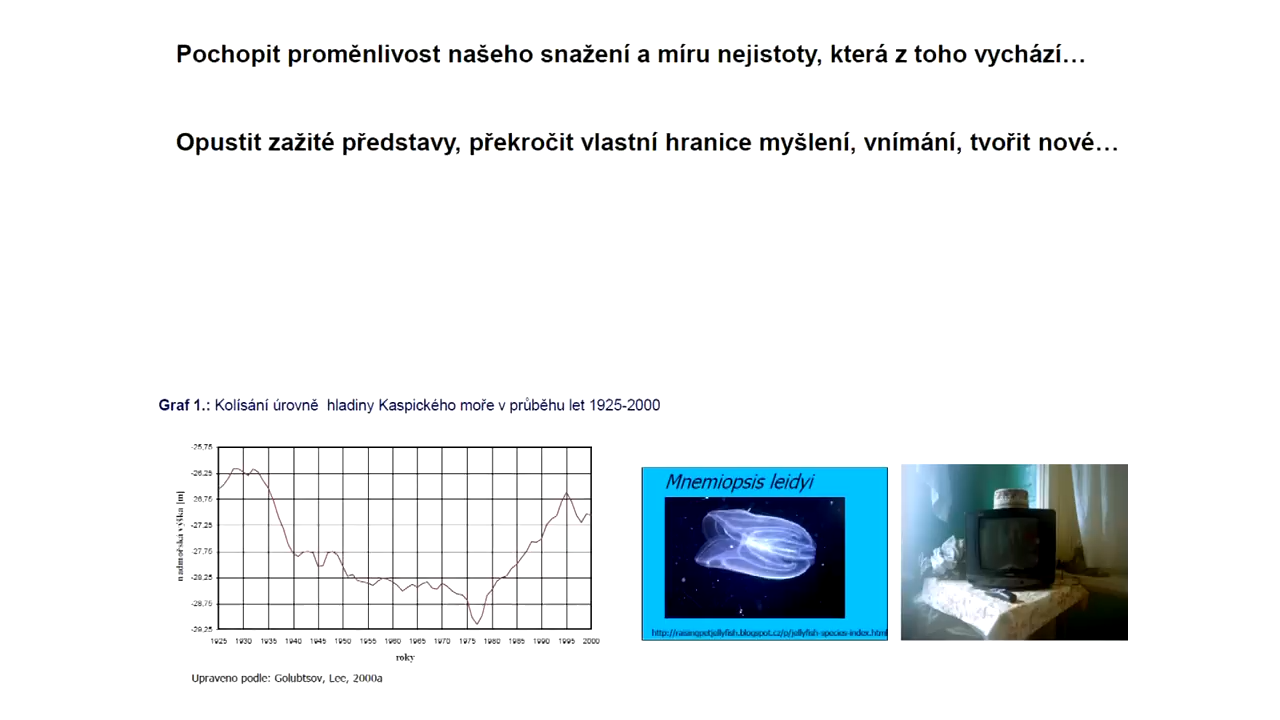 Pochopit proměnlivost našeho snažení a míru nejistoty, která z toho vychází…
Opustit zažité představy, překročit vlastní hranice myšlení, vnímání, tvořit nové…
Graf 1.: Kolísání úrovně hladiny Kaspického moře v průběhu let 1925-2000
-25,75
-26,25
-26,75
-27,25
-27,75
-28,25
-28,75
-29,25
nadmořská výška [m]
1925 1930 1935 1940 1945 1950 1955 1960 1965 1970 1975 1980 1985 1990 1995 2000
roky
Upraveno podle: Golubtsov, Lee, 2000a
Mnemiopsis leidyi
http://raisingpetjellyfish.blogspot.cz/p/jellyfish-species-index.html